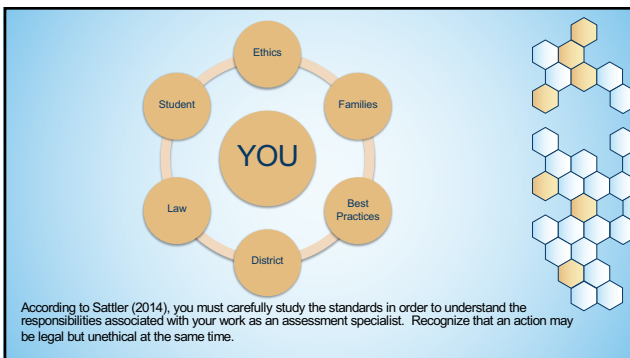 Ethics
Student
Families
YOU
Law
Best
Practices
District
According to Sattler (2014), you must carefully study the standards in order to understand the
responsibilities associated with your work as an assessment specialist.  Recognize that an action may
be legal but unethical at the same time.